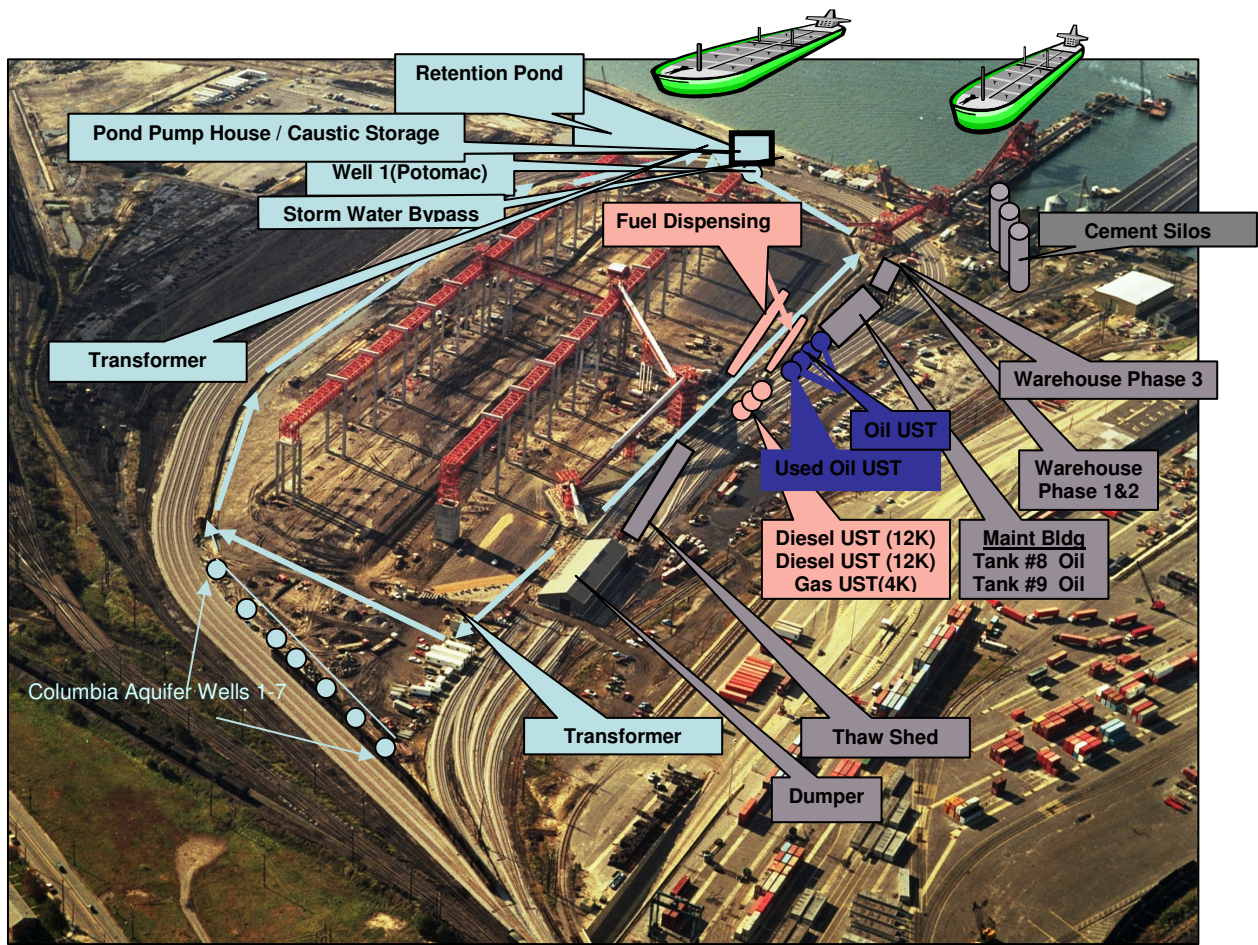 Retention Pond
Pond Pump House / Caustic Storage
Well 1(Potomac)
Storm Water Bypass
Fuel Dispensing
Cement Silos
Transformer
Warehouse Phase 3
Oil UST
Used Oil UST
Warehouse
Phase 1&2
Diesel UST (12K)
Diesel UST (12K)
Gas UST(4K)
Maint Bldg
Tank #8 Oil
Tank #9 Oil
Columbia Aquifer Wells 1-7
Transformer
Thaw Shed
Dumper